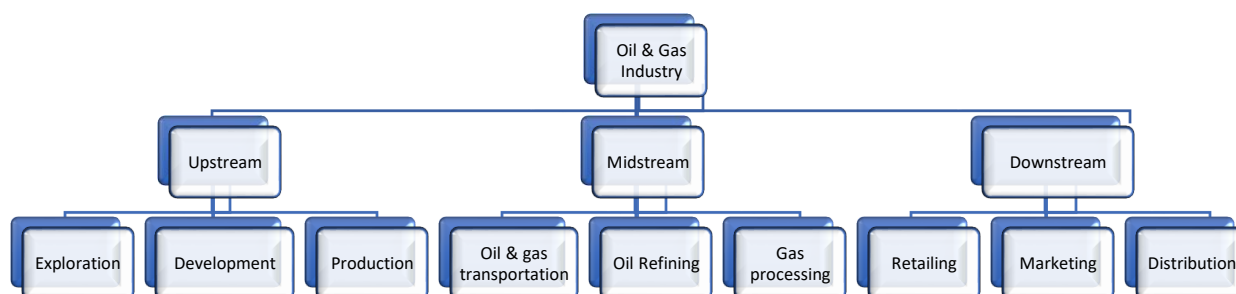 Oil & Gas
Industry
Upstream
Midstream
Downstream
Exploration
Development
Production
Oil & gas
transportation
Oil Refining
Gas
processing
Retailing
Marketing
Distribution